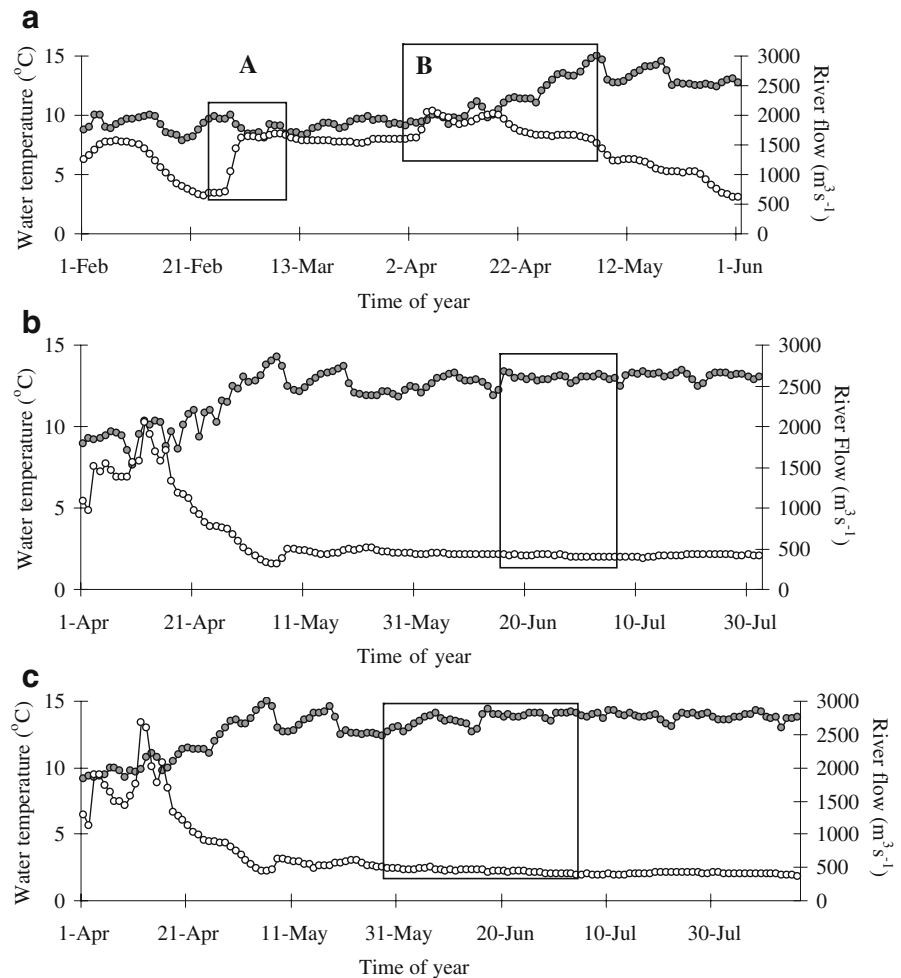 a
A
B
Water temperature (°C)
15
10
5
0
3000
2500
2000
1500
1000
500
0
River flow (m³s⁻¹)
1-Feb 21-Feb 13-Mar 2-Apr 22-Apr 12-May 1-Jun
Time of year
b
Water temperature (°C)
15
10
5
0
3000
2500
2000
1500
1000
500
0
River Flow (m³s⁻¹)
1-Apr 21-Apr 11-May 31-May 20-Jun 10-Jul 30-Jul
Time of year
c
Water temperature (°C)
15
10
5
0
3000
2500
2000
1500
1000
500
0
River flow (m³s⁻¹)
1-Apr 21-Apr 11-May 31-May 20-Jun 10-Jul 30-Jul
Time of year